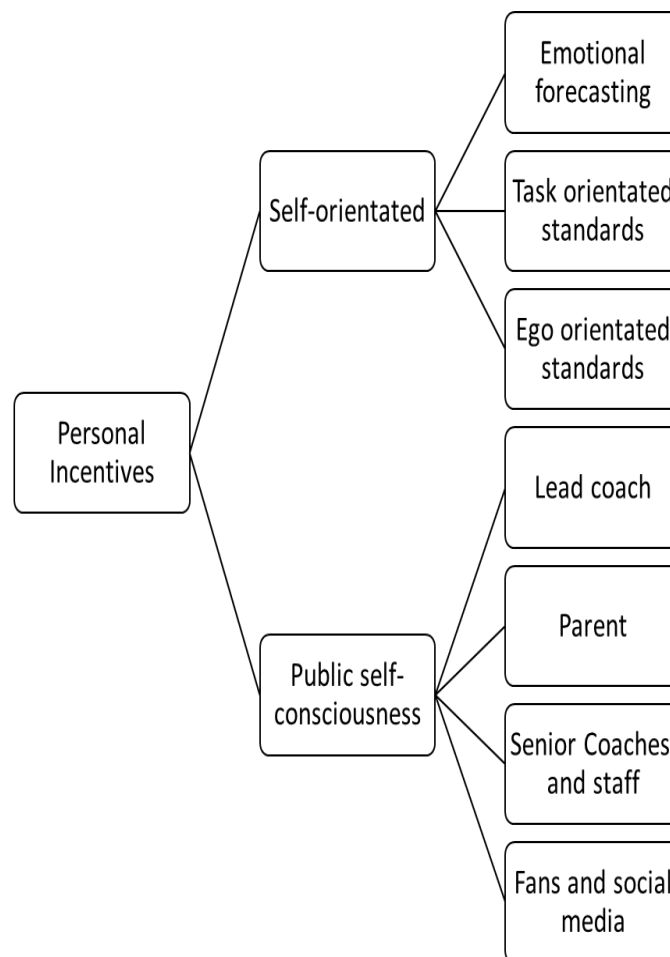 Emotional
forecasting
Self-orientated
Task orientated
standards
Ego orientated
standards
Personal
Incentives
Lead coach
Parent
Public self-
consciousness
Senior Coaches
and staff
Fans and social
media